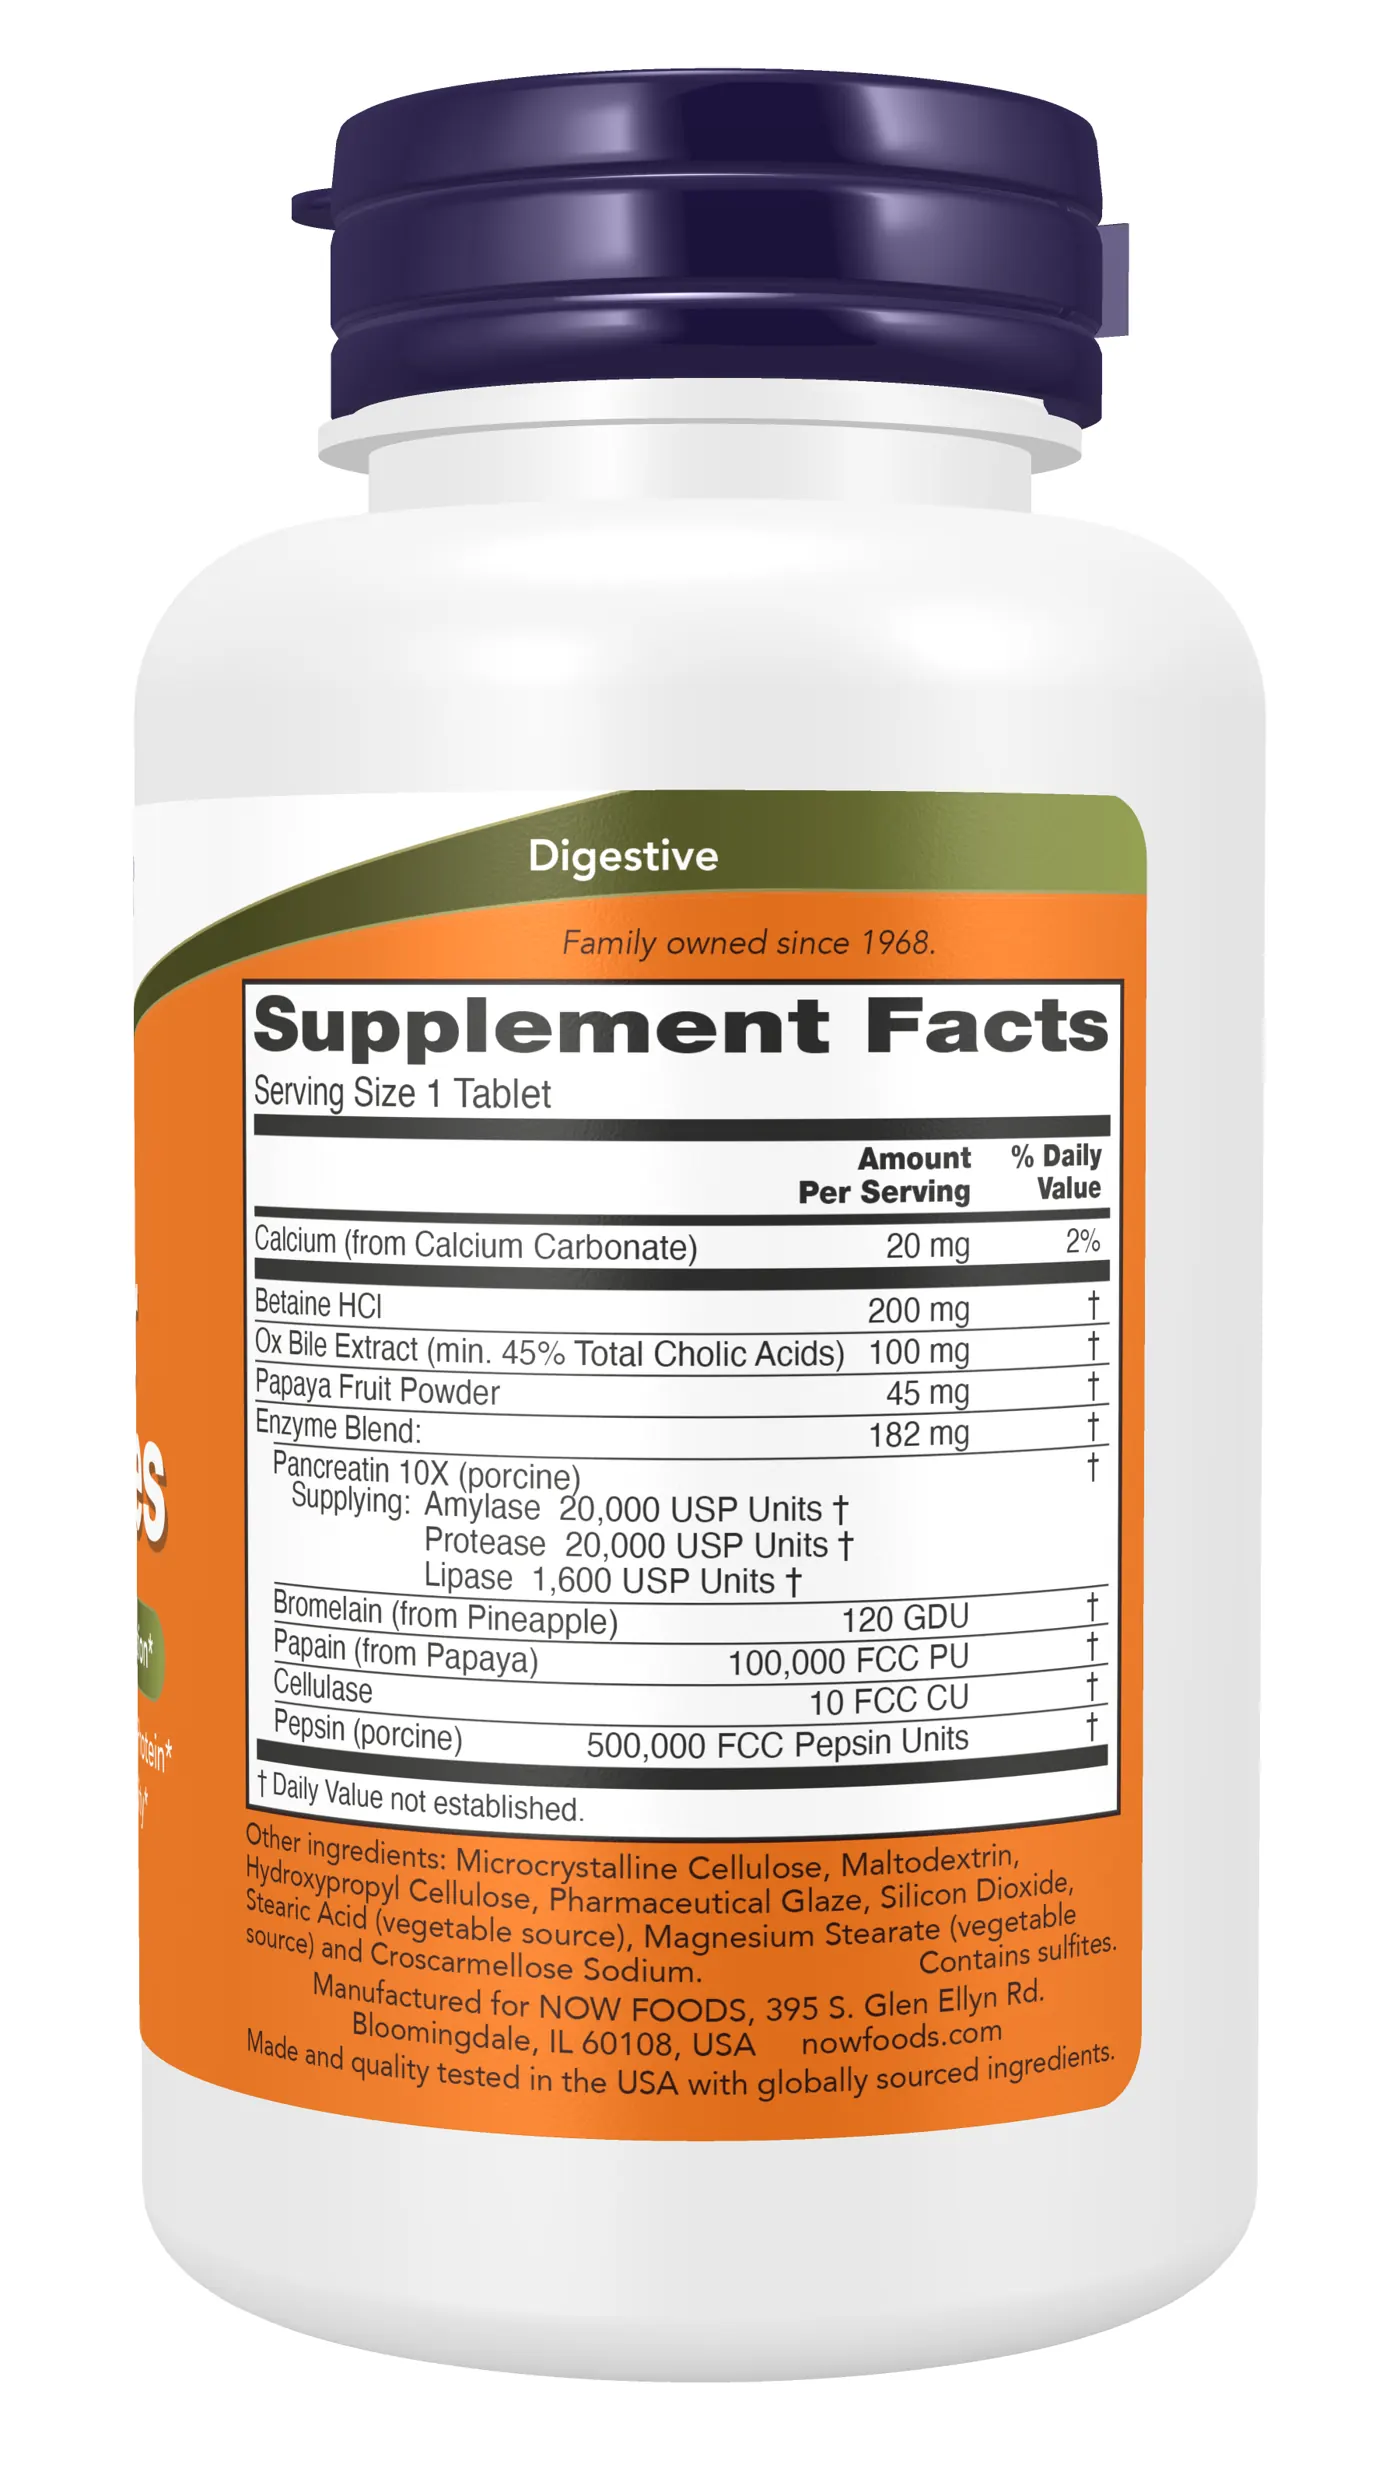 Digestive
Family owned since 1968.
Supplement Facts
Serving Size 1 Tablet
Amount Per Serving % Daily Value
Calcium (from Calcium Carbonate) 20 mg 2%
Betaine HCl 200 mg †
Ox Bile Extract (min. 45% Total Cholic Acids) 100 mg †
Papaya Fruit Powder 45 mg †
Enzyme Blend: 182 mg †
Pancreatin 10X (porcine) †
Supplying: Amylase 20,000 USP Units †
Protease 20,000 USP Units †
Lipase 1,600 USP Units †
Bromelain (from Pineapple) 120 GDU †
Papain (from Papaya) 100,000 FCC PU †
Cellulase 10 FCC CU †
Pepsin (porcine) 500,000 FCC Pepsin Units †
† Daily Value not established.
Other ingredients: Microcrystalline Cellulose, Maltodextrin,
Hydroxypropyl Cellulose, Pharmaceutical Glaze, Silicon Dioxide,
Stearic Acid (vegetable source), Magnesium Stearate (vegetable
source) and Croscarmellose Sodium. Contains sulfites.
Manufactured for NOW FOODS, 395 S. Glen Ellyn Rd.
Bloomingdale, IL 60108, USA nowfoods.com
Made and quality tested in the USA with globally sourced ingredients.